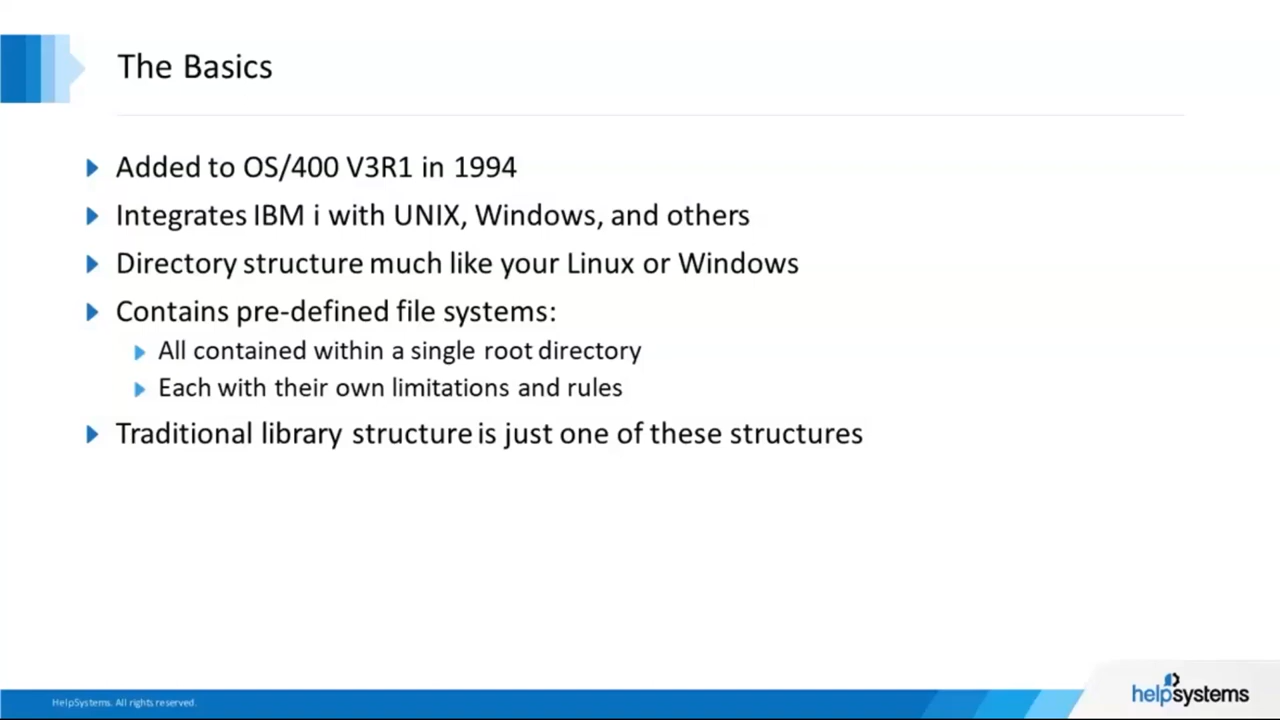 The Basics
Added to OS/400 V3R1 in 1994
Integrates IBM i with UNIX, Windows, and others
Directory structure much like your Linux or Windows
Contains pre-defined file systems:
All contained within a single root directory
Each with their own limitations and rules
Traditional library structure is just one of these structures
HelpSystems. All rights reserved.
helpsystems